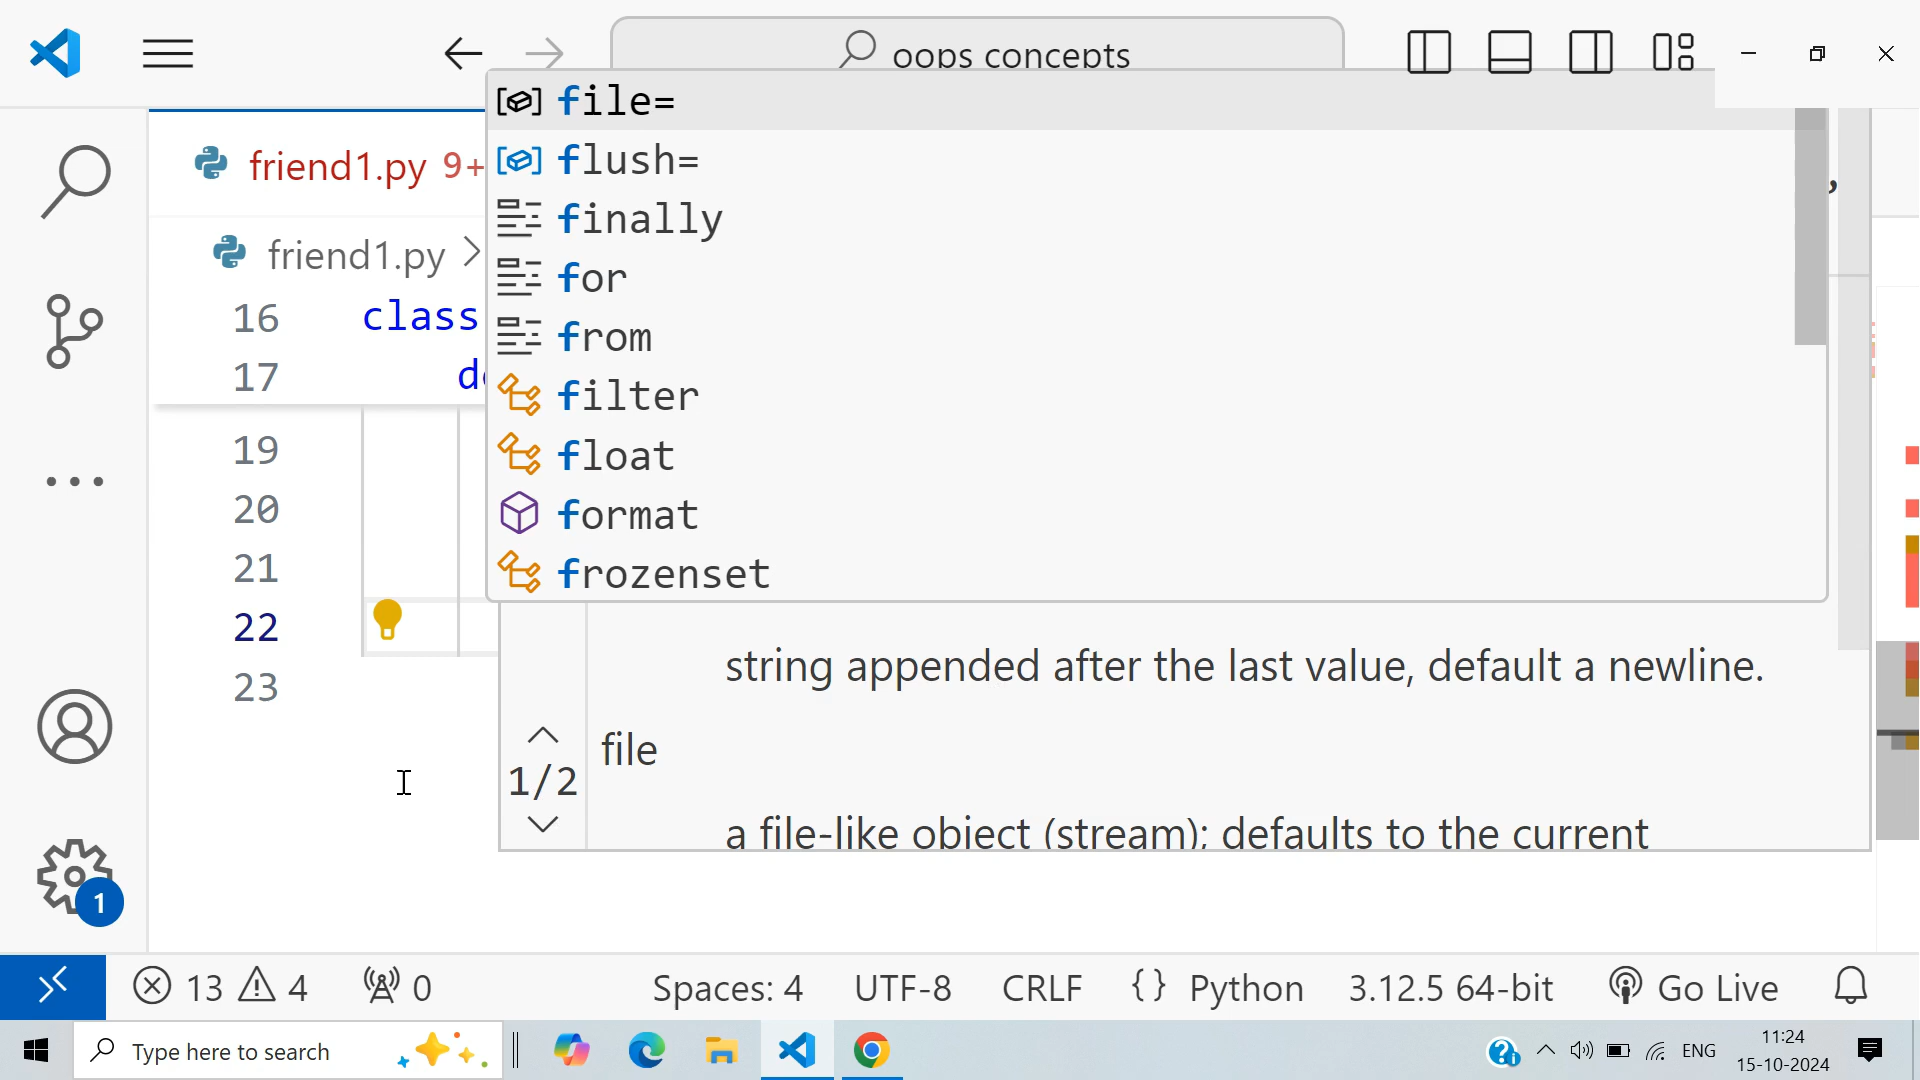 oops concepts
friend1.py 9+
friend1.py >
file=
flush=
finally
for
from
filter
float
format
frozenset
,
16 class
17
19
20
21
22
23
string appended after the last value, default a newline.
file
1/2
a file-like object (stream); defaults to the current
1
13 4 0
Spaces: 4 UTF-8 CRLF {} Python 3.12.5 64-bit Go Live
Type here to search
ENG
11:24
15-10-2024